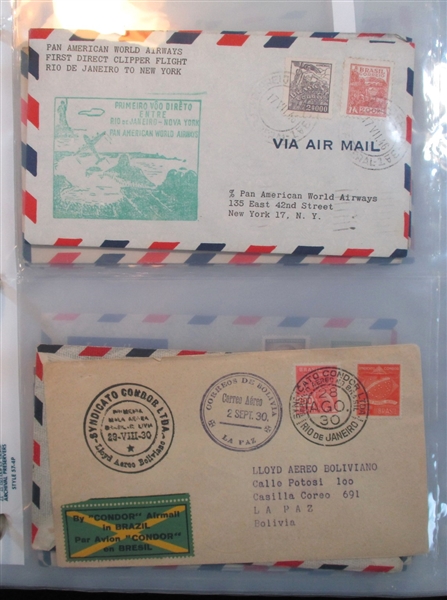 PAN AMERICAN WORLD AIRWAYS
FIRST DIRECT CLIPPER FLIGHT
RIO DE JANEIRO TO NEW YORK
PRIMEIRO VOO DIRÉTO
ENTRE
RIO DE JANEIRO - NOVA YORK
PAN AMERICAN WORLD AIRWAYS
BRASIL
VIA AIR MAIL
% Pan American World Airways
135 East 42nd Street
New York 17, N. Y.
SYNDICATO CONDOR LTDA.
29-VIII-30
Lloyd Aereo Boliviano
CORREOS DE BOLIVIA
Correo Aéreo
2 SEPT. 30.
LA PAZ
SYNDICATO CONDOR
28
AGO.
30
RIO DE JANEIRO
LLOYD AEREO BOLIVIANO
Calle Potosi 100
Casilla Coreo 691
LA PAZ
Bolivia
By "CONDOR" Airmail
in BRAZIL
Par Avion "CONDOR"
en BRESIL